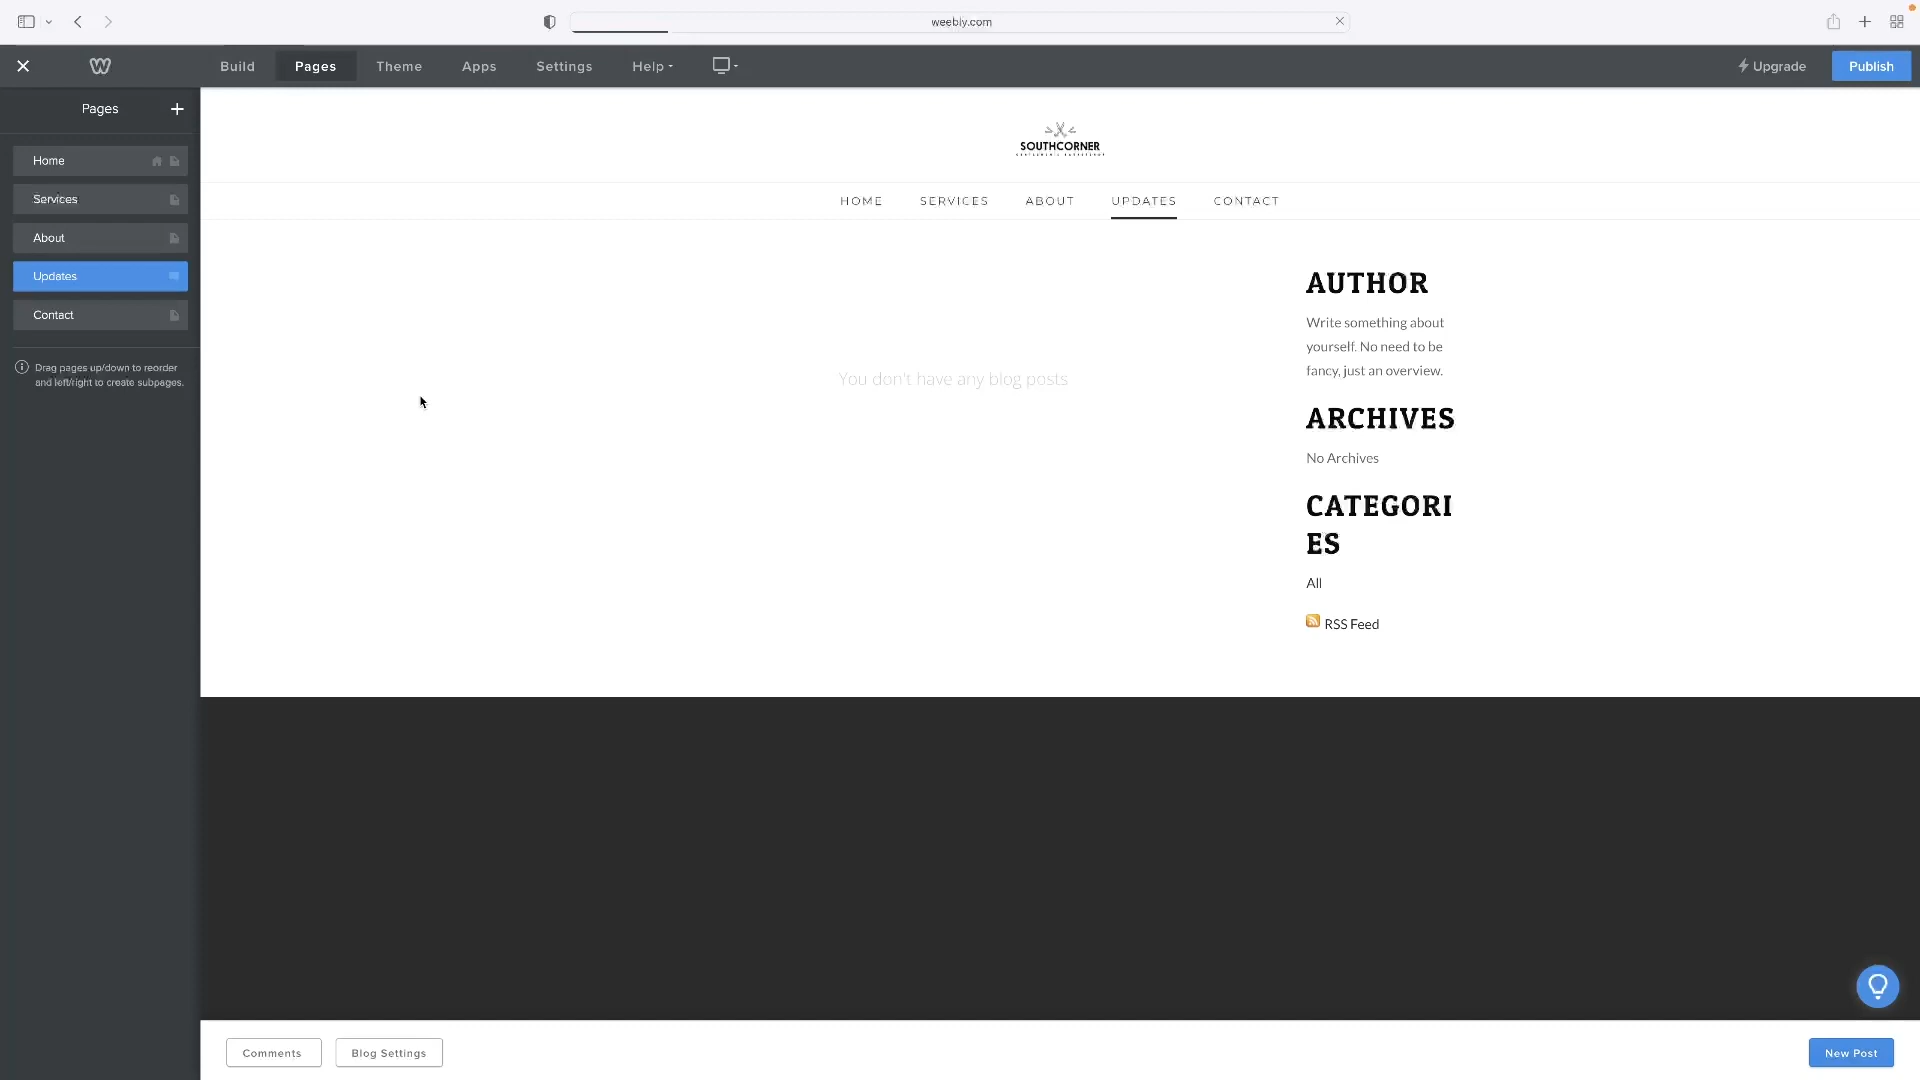 weebly.com
Build
Pages
Theme
Apps
Settings
Help
Upgrade
Publish
Pages
Home
Services
About
Updates
Contact
Drag pages up/down to reorder
and left/right to create subpages.
SOUTHCORNER
HOME
SERVICES
ABOUT
UPDATES
CONTACT
You don't have any blog posts
AUTHOR
Write something about
yourself. No need to be
fancy, just an overview.
ARCHIVES
No Archives
CATEGORI
ES
All
RSS Feed
Comments
Blog Settings
New Post